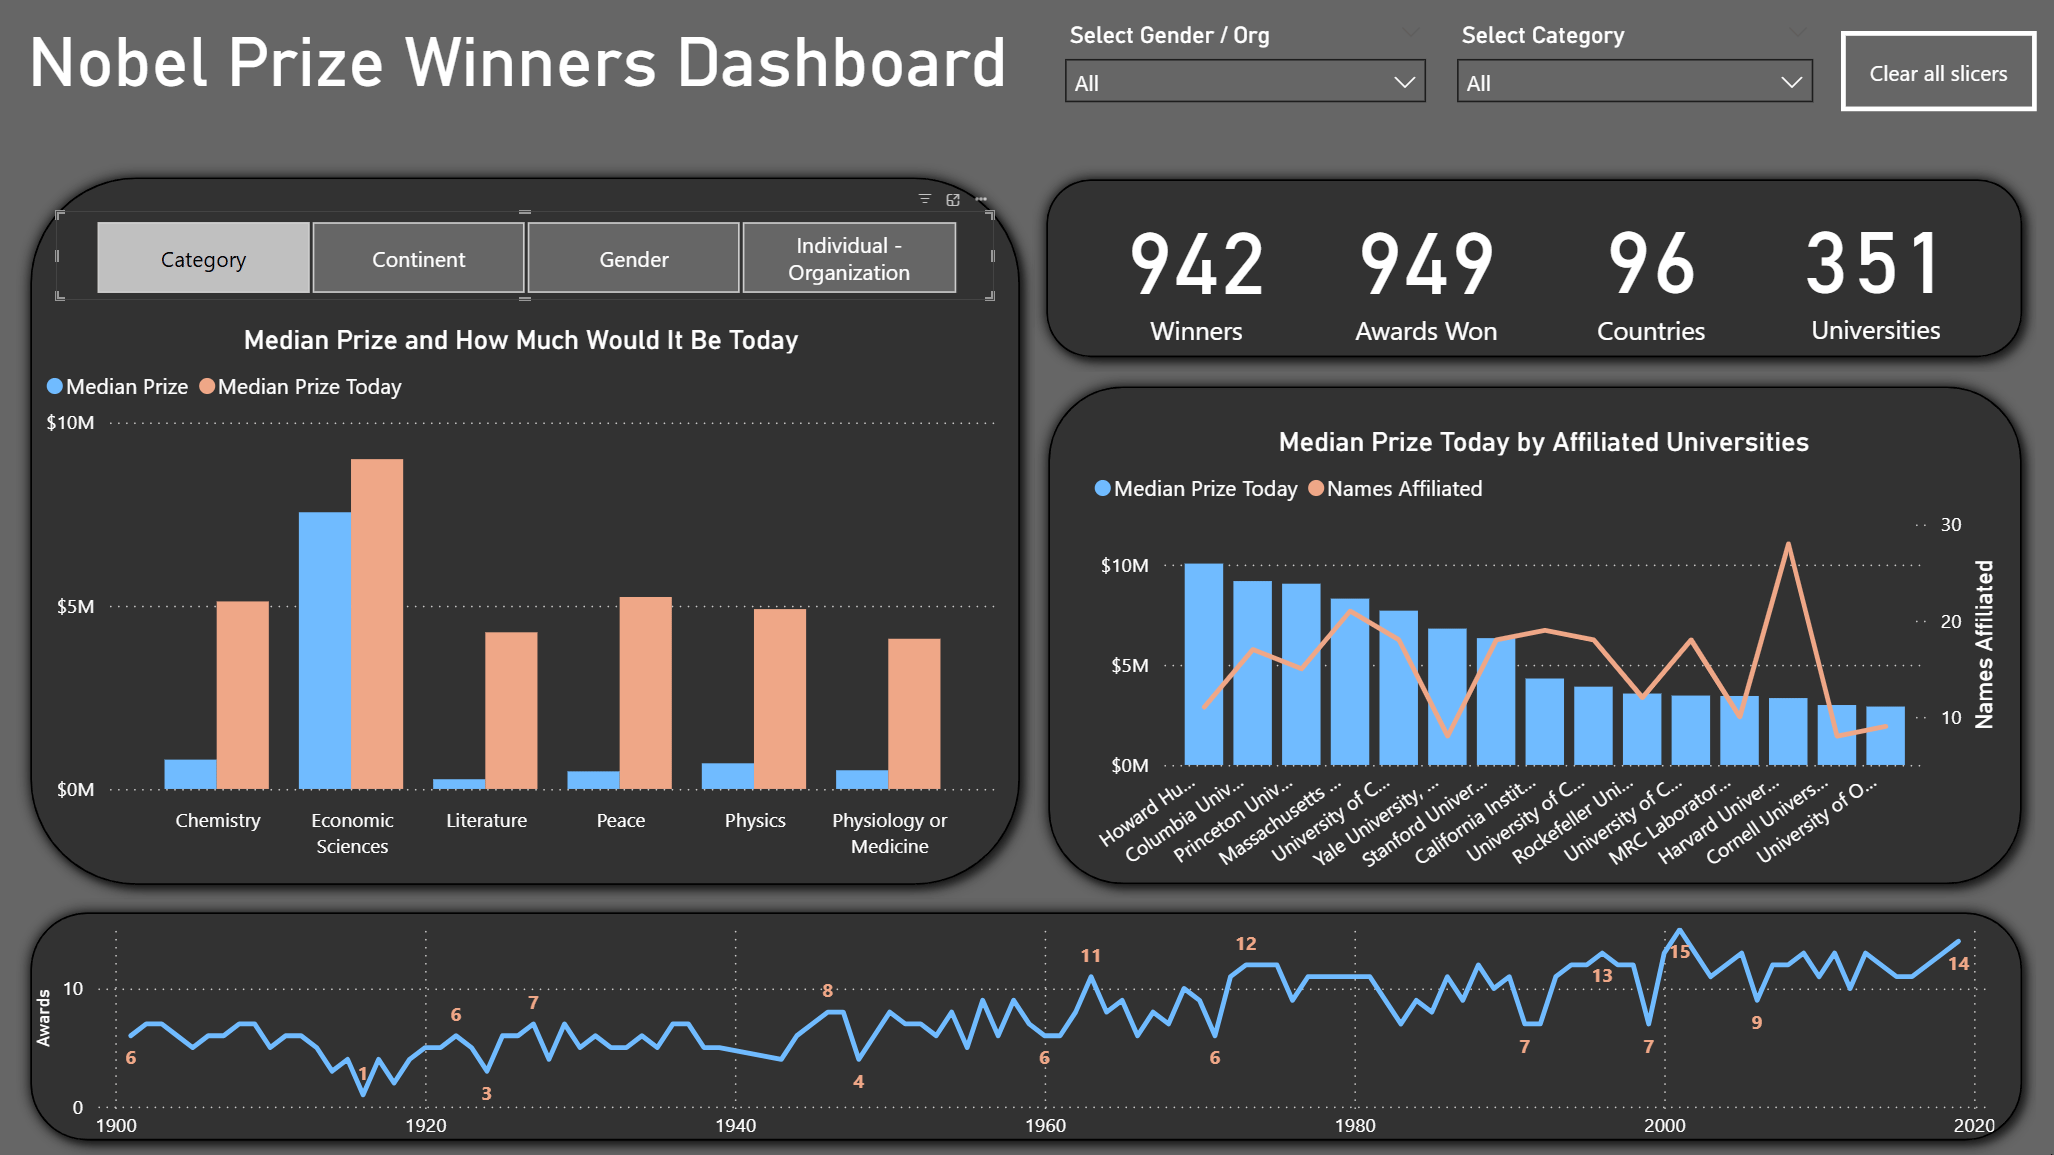 Nobel Prize Winners Dashboard
Select Gender / Org
All
Select Category
All
Clear all slicers
Category
Continent
Gender
Individual -
Organization
Median Prize and How Much Would It Be Today
Median Prize
Median Prize Today
$10M
$5M
$0M
Chemistry
Economic
Sciences
Literature
Peace
Physics
Physiology or
Medicine
942
Winners
949
Awards Won
96
Countries
351
Universities
Median Prize Today by Affiliated Universities
Median Prize Today
Names Affiliated
$10M
$5M
$0M
30
20
10
Names Affiliated
Howard Hu...
Columbia Univ...
Princeton Univ...
Massachusetts ...
University of C...
Yale University, ...
Stanford Univer...
California Instit...
University of C...
Rockefeller Uni...
University of C...
MRC Laborator...
Harvard Univer...
Cornell Univers...
University of O...
Awards
10
0
6
1
6
3
7
8
4
6
11
6
12
7
13
7
15
9
14
1900
1920
1940
1960
1980
2000
2020